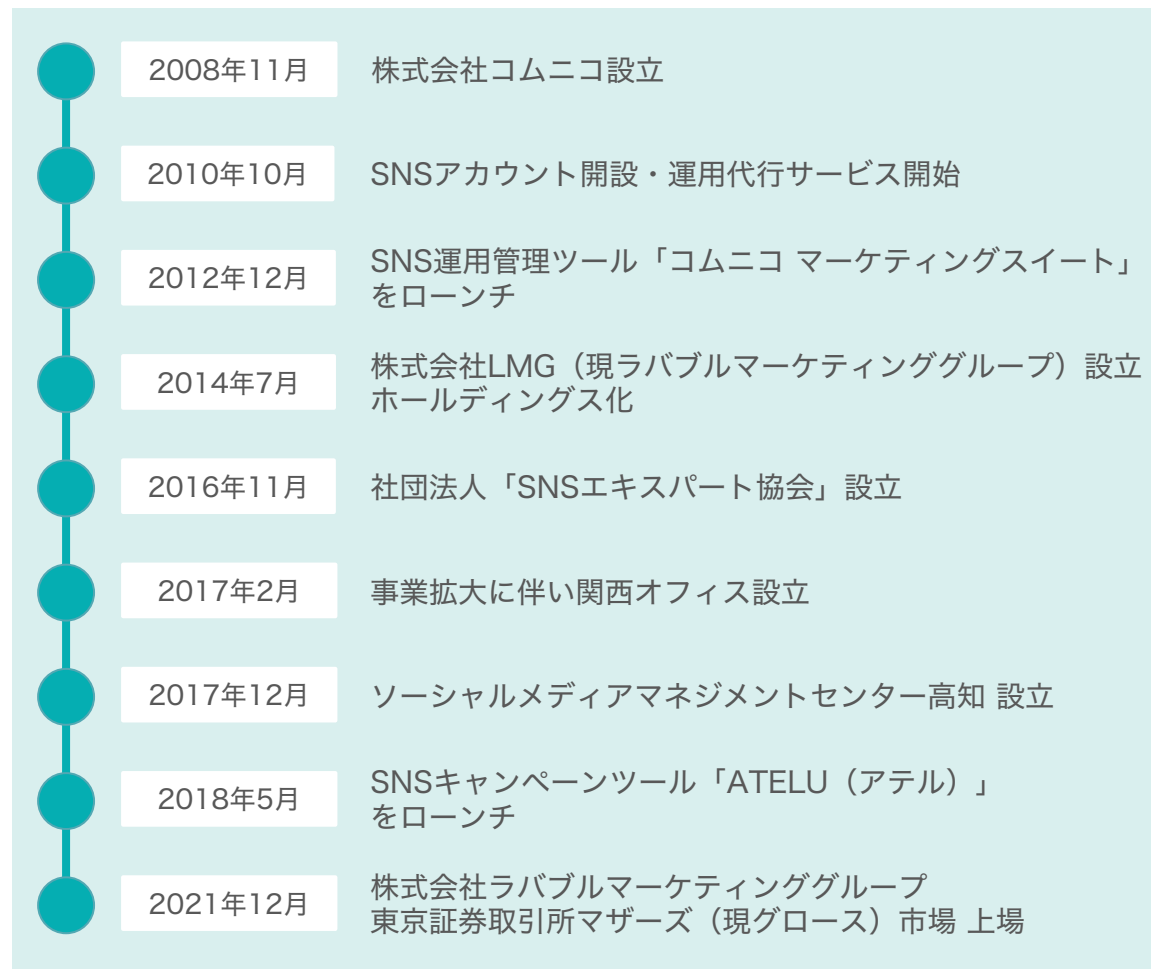 2008年11月
株式会社コムニコ設立
2010年10月
SNSアカウント開設・運用代行サービス開始
2012年12月
SNS運用管理ツール「コムニコ マーケティングスイート」
をローンチ
2014年7月
株式会社LMG（現ラバブルマーケティンググループ）設立
ホールディングス化
2016年11月
社団法人「SNSエキスパート協会」設立
2017年2月
事業拡大に伴い関西オフィス設立
2017年12月
ソーシャルメディアマネジメントセンター高知 設立
2018年5月
SNSキャンペーンツール「ATELU（アテル）」
をローンチ
2021年12月
株式会社ラバブルマーケティンググループ
東京証券取引所マザーズ（現グロース）市場 上場